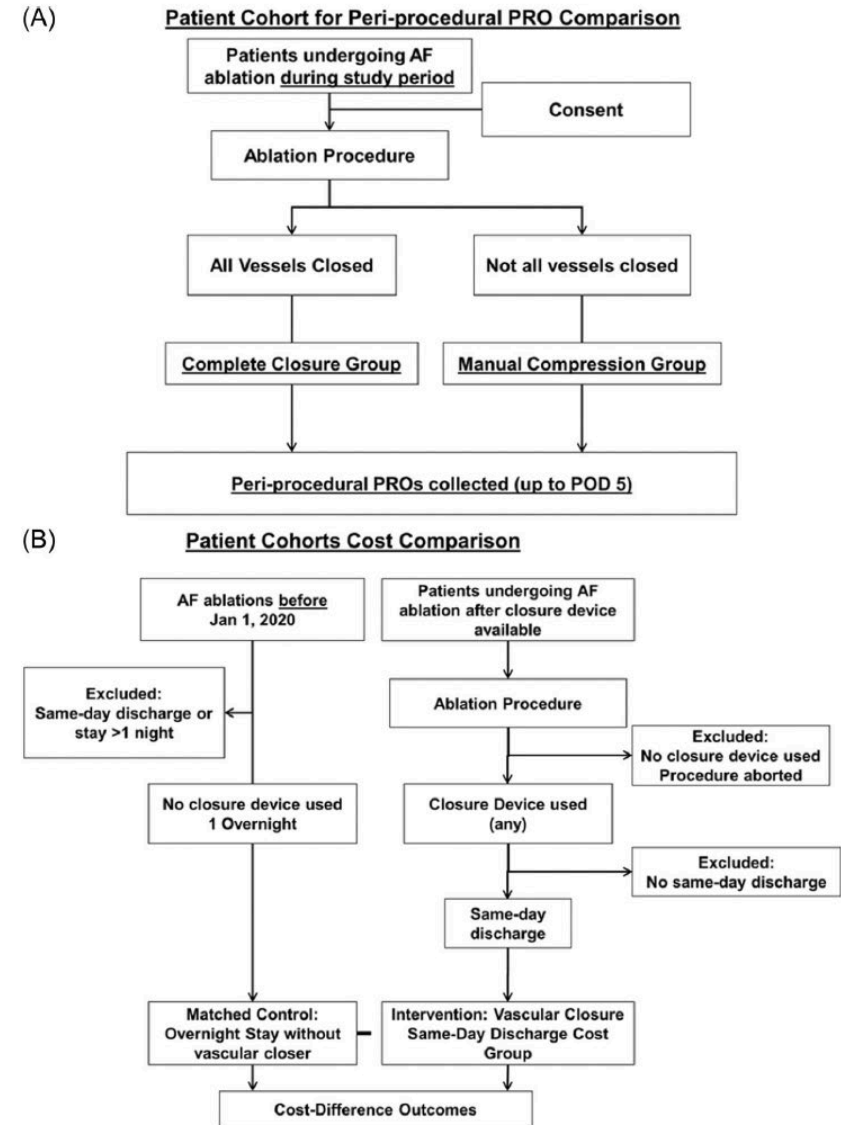 (A)
Patient Cohort for Peri-procedural PRO Comparison
Patients undergoing AF
ablation during study period
Consent
Ablation Procedure
All Vessels Closed
Not all vessels closed
Complete Closure Group
Manual Compression Group
Peri-procedural PROs collected (up to POD 5)
(B)
Patient Cohorts Cost Comparison
AF ablations before
Jan 1, 2020
Patients undergoing AF
ablation after closure device
available
Excluded:
Same-day discharge or
stay >1 night
Ablation Procedure
Excluded:
No closure device used
Procedure aborted
No closure device used
1 Overnight
Closure Device used
(any)
Excluded:
No same-day discharge
Same-day
discharge
Matched Control:
Overnight Stay without
vascular closer
Intervention: Vascular Closure
Same-Day Discharge Cost
Group
Cost-Difference Outcomes